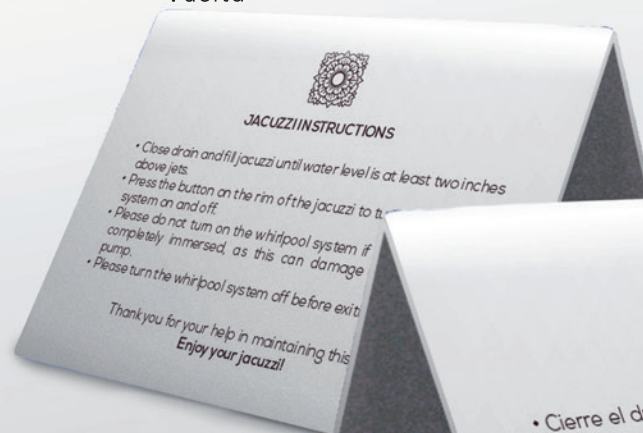 JACUZZI INSTRUCTIONS
• Close drain and fill jacuzzi until water level is at least two inches
above jets.
• Press the button on the rim of the jacuzzi to
system on and off.
• Please do not turn on the whirlpool system if
completely immersed, as this can damage
pump.
• Please turn the whirlpool system off before
Thank you for your help in maintaining this
Enjoy your jacuzzi!
• Cierre el